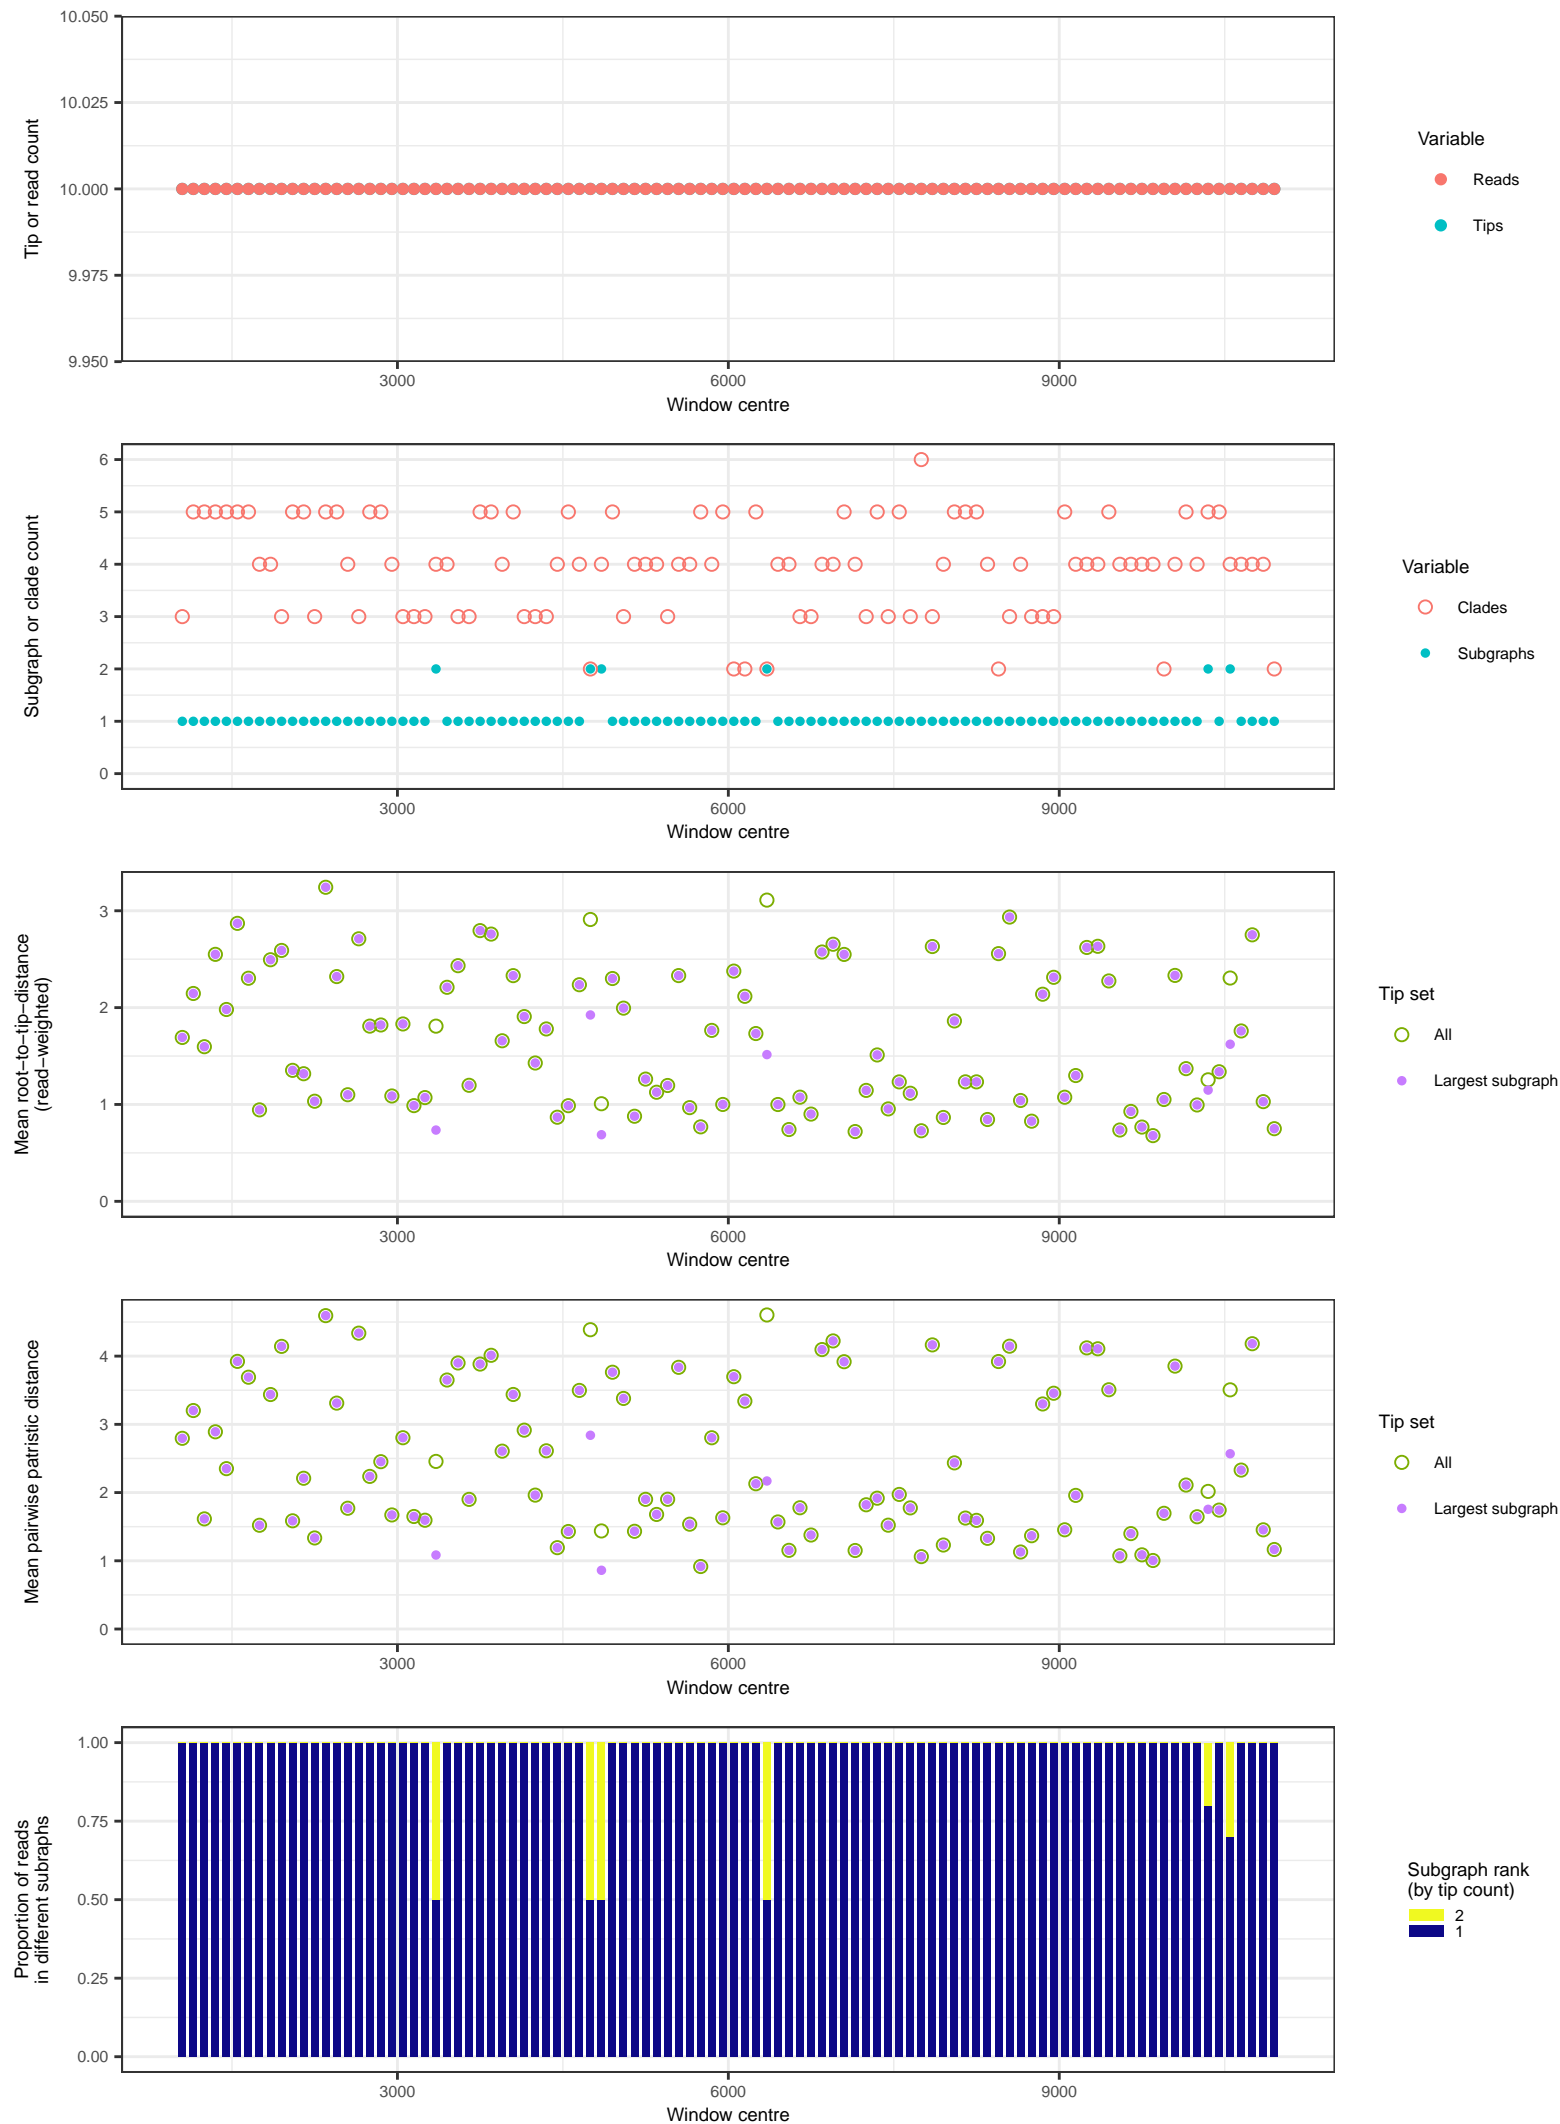 10.050
10.025
10.000
9.975
9.950
Tip or read count
3000
6000
9000
Window centre
Variable
Reads
Tips
6
5
4
3
2
1
0
Subgraph or clade count
3000
6000
9000
Window centre
Variable
Clades
Subgraphs
3
2
1
0
Mean root−to−tip−distance
(read−weighted)
3000
6000
9000
Window centre
Tip set
All
Largest subgraph
4
3
2
1
0
Mean pairwise patristic distance
3000
6000
9000
Window centre
Tip set
All
Largest subgraph
1.00
0.75
0.50
0.25
0.00
Proportion of reads
in different subraphs
3000
6000
9000
Window centre
Subgraph rank
(by tip count)
2
1